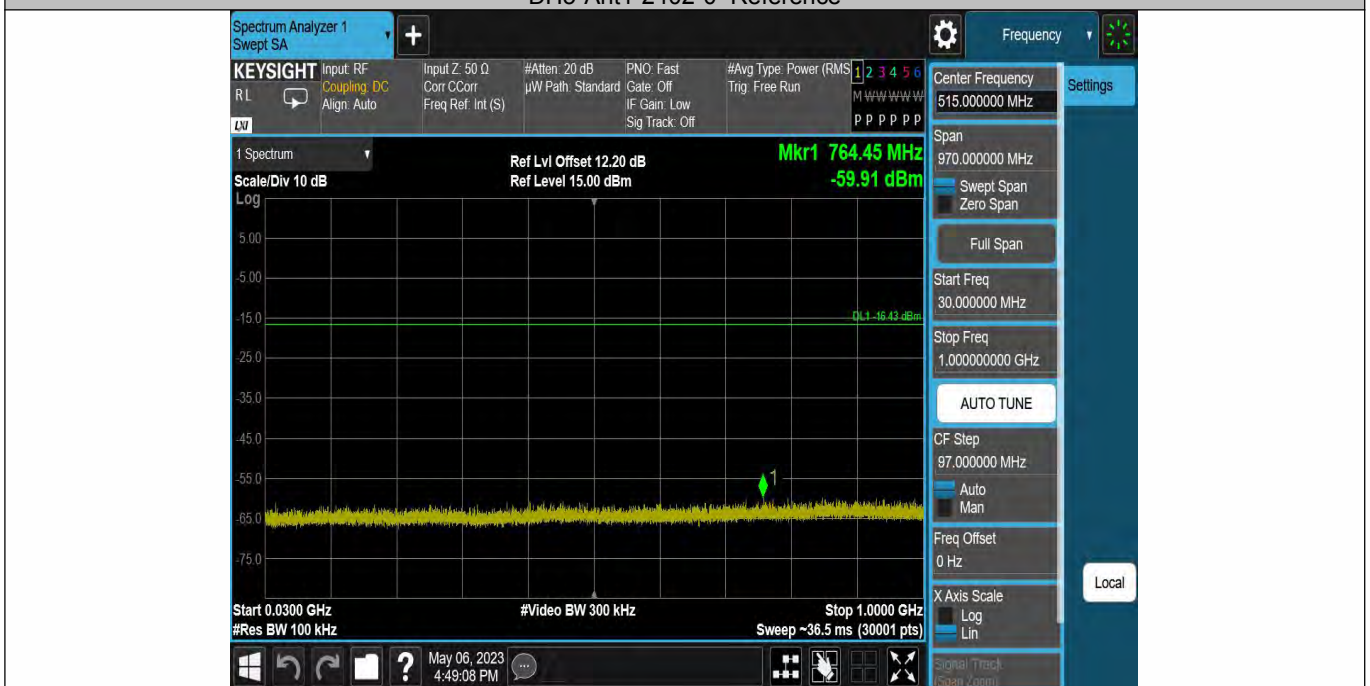 Spectrum Analyzer 1
Swept SA
+
Frequency
KEYSIGHT
RL
LXI
Input: RF
Coupling: DC
Align: Auto
Input Z: 50 Ω
Corr CCorr
Freq Ref: Int (S)
#Atten: 20 dB
µW Path: Standard
PNO: Fast
Gate: Off
IF Gain: Low
Sig Track: Off
#Avg Type: Power (RMS
Trig: Free Run
1 2 3 4 5 6
M W W W W W
P P P P P P
1 Spectrum
Scale/Div 10 dB
Log
Ref Lvl Offset 12.20 dB
Ref Level 15.00 dBm
Mkr1 764.45 MHz
-59.91 dBm
5.00
-5.00
-15.0
DL1 -16.43 dBm
-25.0
-35.0
-45.0
-55.0
1
-65.0
-75.0
Start 0.0300 GHz
#Res BW 100 kHz
#Video BW 300 kHz
Stop 1.0000 GHz
Sweep ~36.5 ms (30001 pts)
?
May 06, 2023
4:49:08 PM
Center Frequency
515.000000 MHz
Settings
Span
970.000000 MHz
Swept Span
Zero Span
Full Span
Start Freq
30.000000 MHz
Stop Freq
1.000000000 GHz
AUTO TUNE
CF Step
97.000000 MHz
Auto
Man
Freq Offset
0 Hz
Local
X Axis Scale
Log
Lin
Signal Track
(Span Zoom)